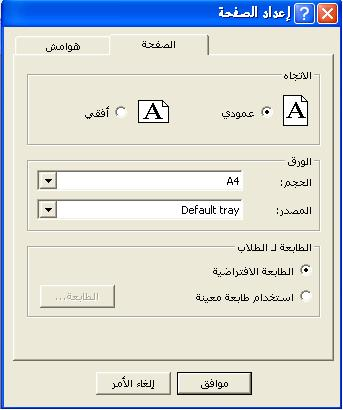 إعداد الصفحة
الصفحة
هوامش
الاتجاه
A عمودي
A أفقي
الورق
الحجم: A4
المصدر: Default tray
الطابعة لـ الطلاب
الطابعة الافتراضية
استخدام طابعة معينة
الطابعة...
موافق
إلغاء الأمر